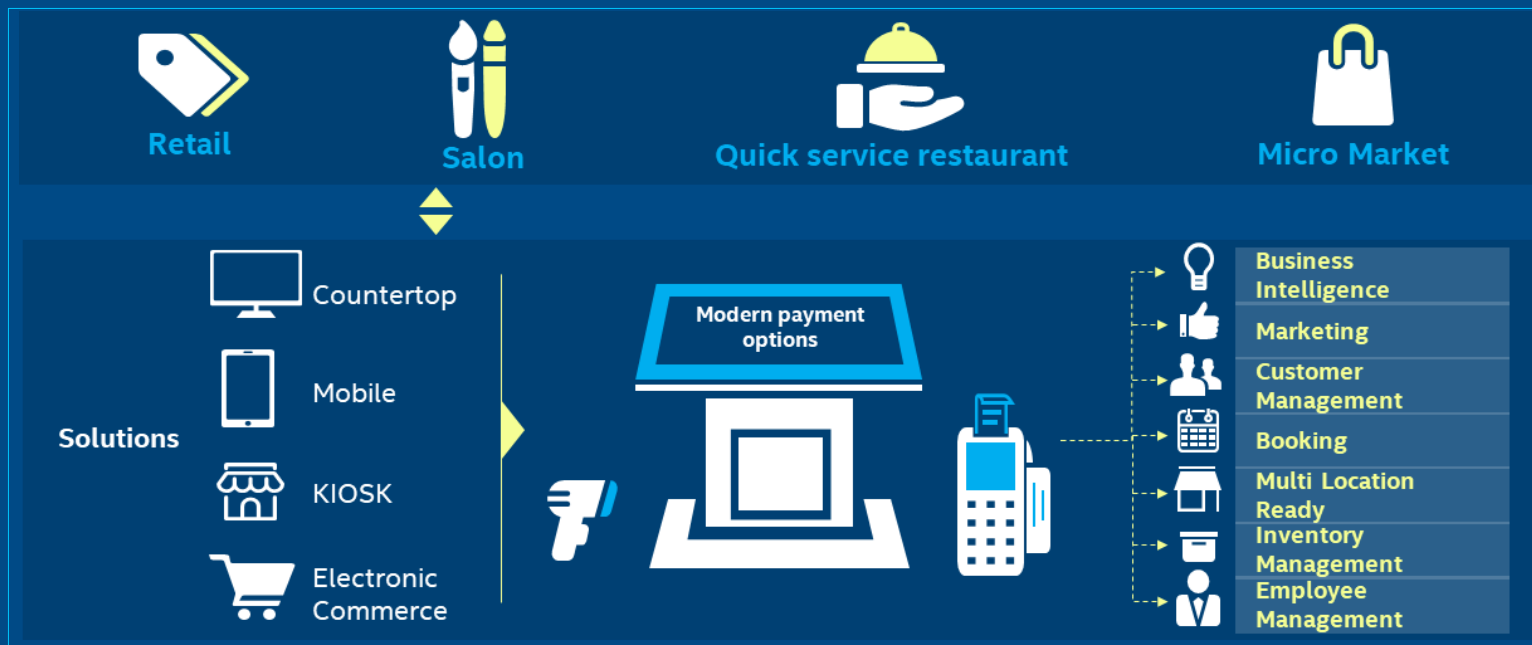 Retail
Salon
Quick service restaurant
Micro Market
Solutions
Countertop
Mobile
KIOSK
Electronic
Commerce
Modern payment
options
Business
Intelligence
Marketing
Customer
Management
Booking
Multi Location
Ready
Inventory
Management
Employee
Management